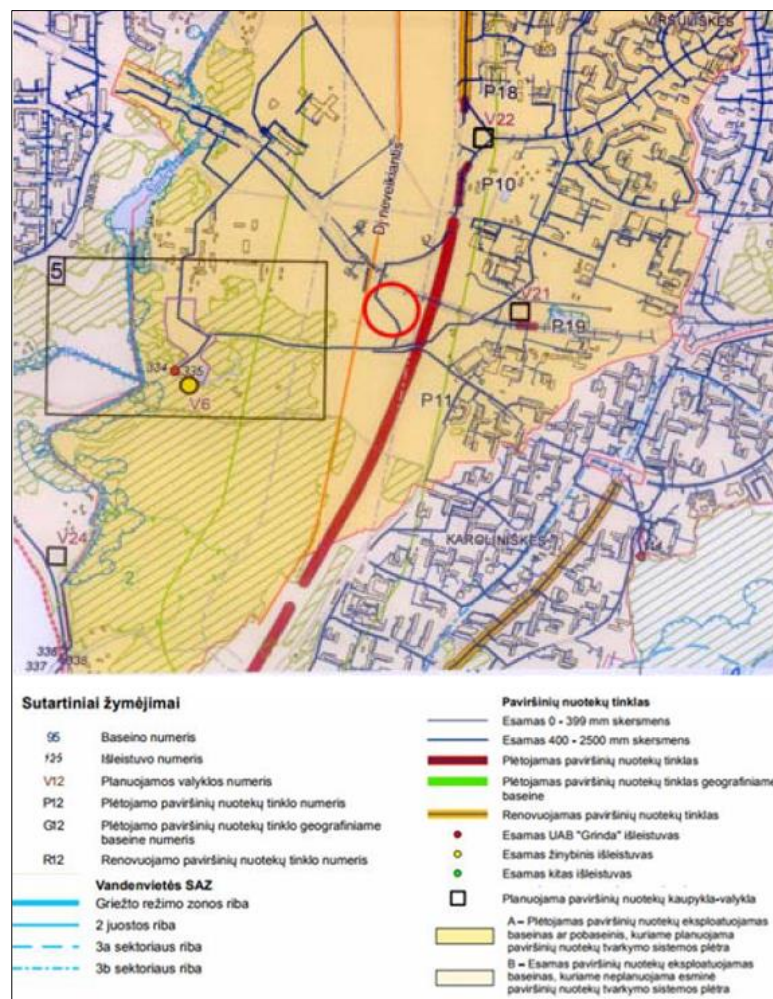 VIRŠULIŠKĖS
P18
V22
P10
Dj neveikiantis
5
V21
R19
334
335
V6
P11
V24
KAROLINIŠKĖS
2
336
337
338
Sutartiniai žymėjimai
95 Baseino numeris
125 Išleistuvo numeris
V12 Planuojamos valyklos numeris
P12 Plėtojamo paviršinių nuotekų tinklo numeris
G12 Plėtojamo paviršinių nuotekų tinklo geografiniame
baseine numeris
R12 Renovuojamo paviršinių nuotekų tinklo numeris
Vandenvietės SAZ
Griežto režimo zonos riba
2 juostos riba
3a sektoriaus riba
3b sektoriaus riba
Paviršinių nuotekų tinklas
Esamas 0 - 399 mm skersmens
Esamas 400 - 2500 mm skersmens
Plėtojamas paviršinių nuotekų tinklas
Plėtojamas paviršinių nuotekų tinklas geografiniame
baseine
Renovuojamas paviršinių nuotekų tinklas
Esamas UAB "Grinda" išleistuvas
Esamas žinybinis išleistuvas
Esamas kitas išleistuvas
Planuojama paviršinių nuotekų kaupykla-valykla
A – Plėtojamas paviršinių nuotekų eksploatuojamas
baseinas ar pobaseinis, kuriame planuojama
paviršinių nuotekų tvarkymo sistemos plėtra
B – Esamas paviršinių nuotekų eksploatuojamas
baseinas, kuriame neplanuojama esminė
paviršinių nuotekų tvarkymo sistemos plėtra